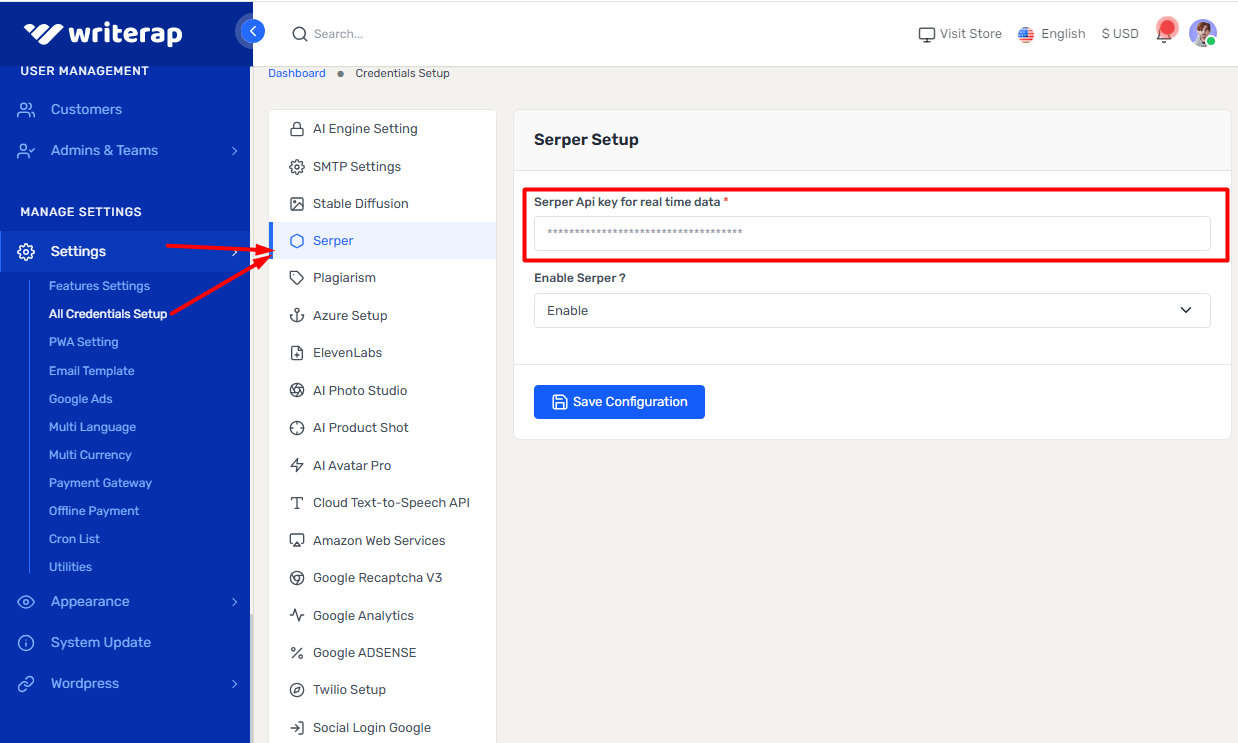 writerap
Search...
Visit Store
English
$ USD
USER MANAGEMENT
Customers
Admins & Teams
MANAGE SETTINGS
Settings
Features Settings
All Credentials Setup
PWA Setting
Email Template
Google Ads
Multi Language
Multi Currency
Payment Gateway
Offline Payment
Cron List
Utilities
Appearance
System Update
Wordpress
Dashboard ● Credentials Setup
AI Engine Setting
SMTP Settings
Stable Diffusion
Serper
Plagiarism
Azure Setup
ElevenLabs
AI Photo Studio
AI Product Shot
AI Avatar Pro
Cloud Text-to-Speech API
Amazon Web Services
Google Recaptcha V3
Google Analytics
Google ADSENSE
Twilio Setup
Social Login Google
Serper Setup
Serper Api key for real time data *
************************************
Enable Serper ?
Enable
Save Configuration